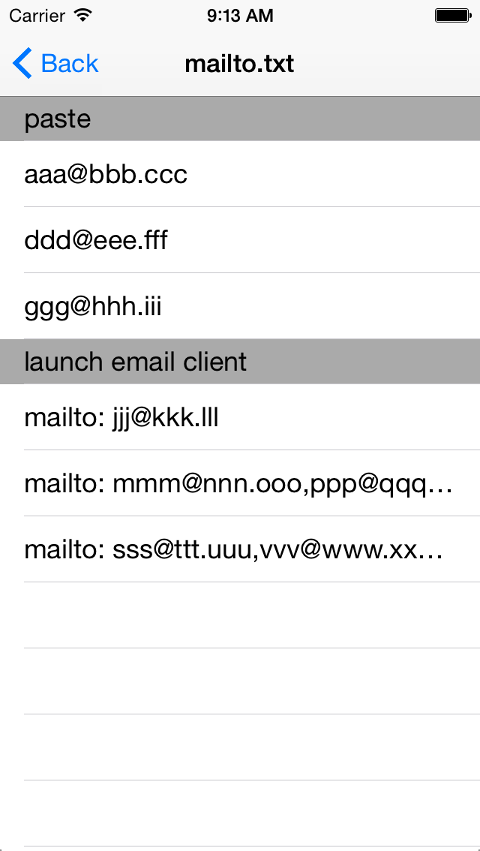 Carrier 9:13 AM
Back mailto.txt
paste
aaa@bbb.ccc
ddd@eee.fff
ggg@hhh.iii
launch email client
mailto: jjj@kkk.lll
mailto: mmm@nnn.ooo,ppp@qqq...
mailto: sss@ttt.uuu,vvv@www.xx...